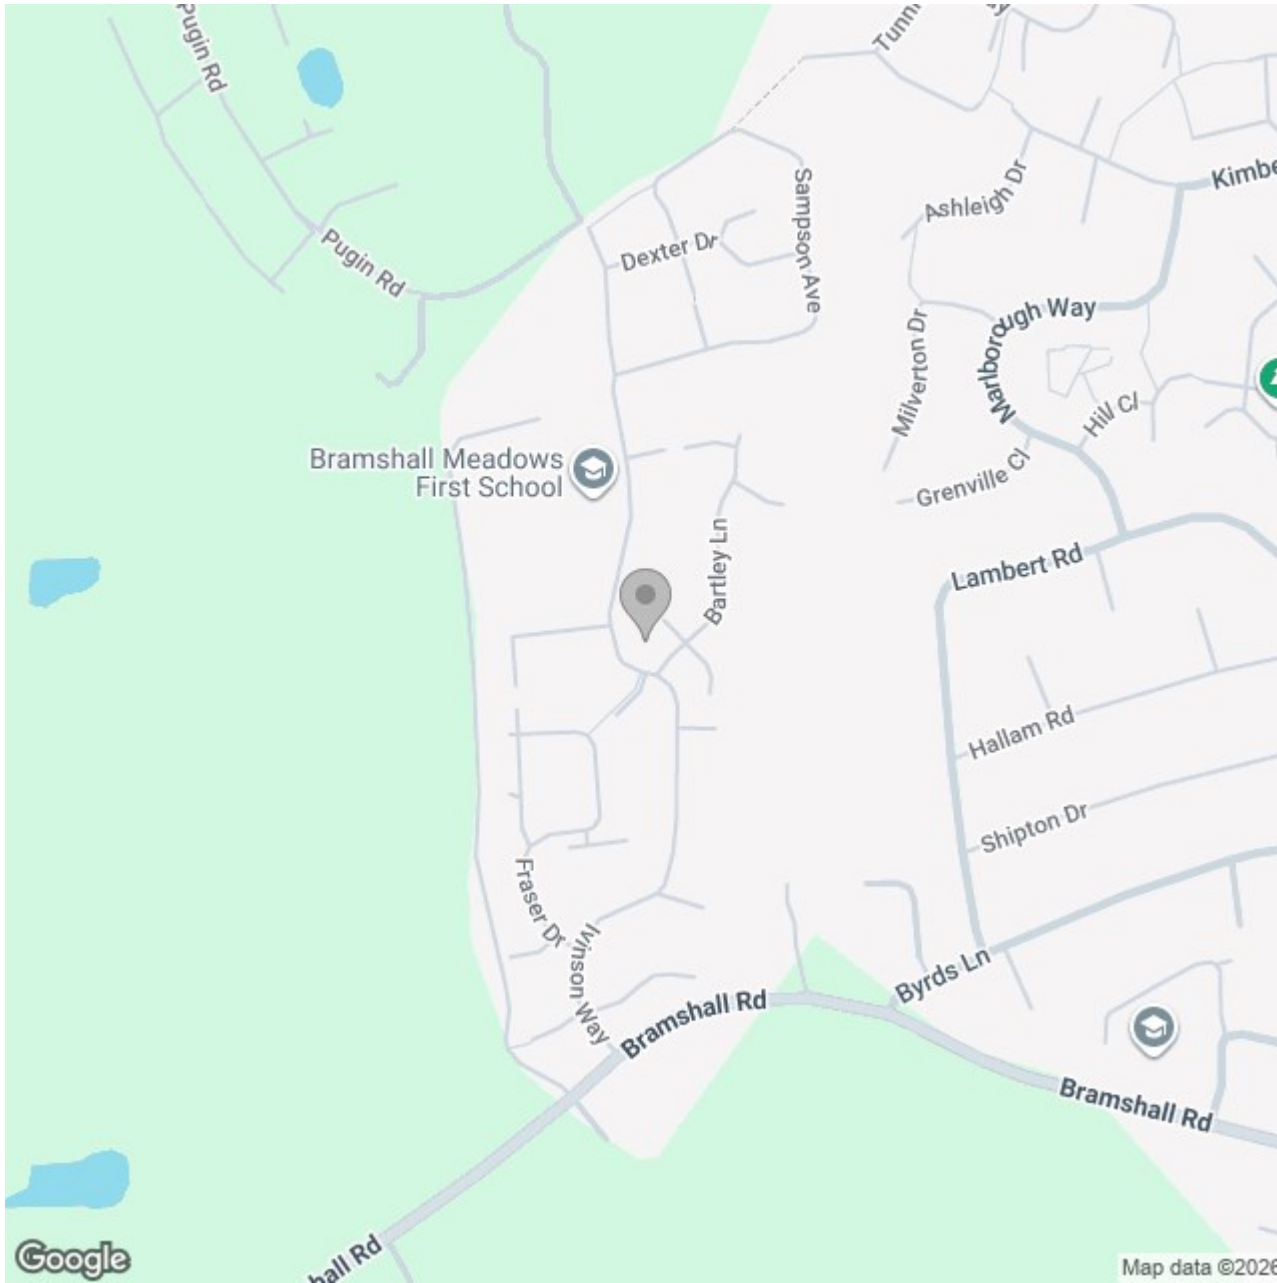 Pugin Rd
Tunn
Kimbe
Ashleigh Dr
Sampson Ave
Dexter Dr
Pugin Rd
Marlborough Way
Milverton Dr
Hill Cl
Bramshall Meadows
First School
Grenville Cl
Bartley Ln
Lambert Rd
Hallam Rd
Shipton Dr
Fraser Dr
Ivinson Way
Byrds Ln
Bramshall Rd
Bramshall Rd
hall Rd
Google
Map data ©2026